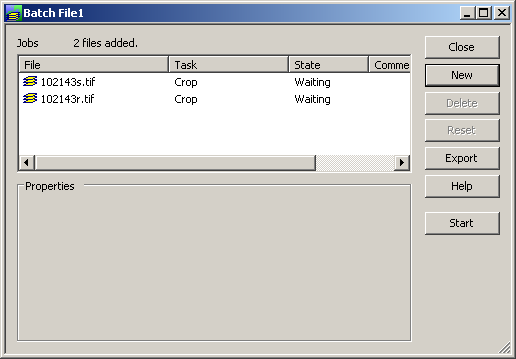 Batch File1
Jobs 2 files added.
File Task State Comme
102143s.tif Crop Waiting
102143r.tif Crop Waiting
Properties
Close
New
Delete
Reset
Export
Help
Start